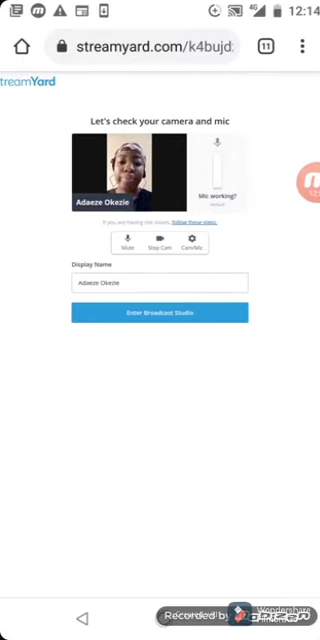 12:14
streamyard.com/k4bujd
11
treamYard
Let's check your camera and mic
Adaeze Okezie
Mic working?
Default
If you are having mic issues, follow these steps.
Mute
Stop Cam
Cam/Mic
Display Name
Adaeze Okezie
Enter Broadcast Studio
Recorded by
Wondershare